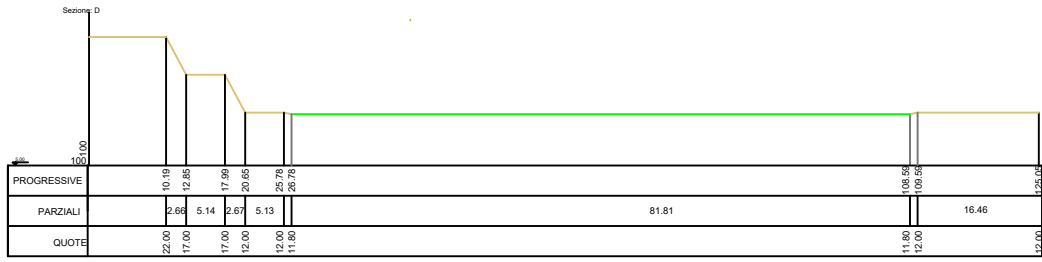 Sezione: D
5.00
100
100
PROGRESSIVE 10.19 12.85 17.99 20.65 25.78 26.78 108.59 109.59 125.05
PARZIALI 2.66 5.14 2.67 5.13 81.81 16.46
QUOTE 22.00 17.00 17.00 12.00 12.00 11.80 11.80 12.00 12.00